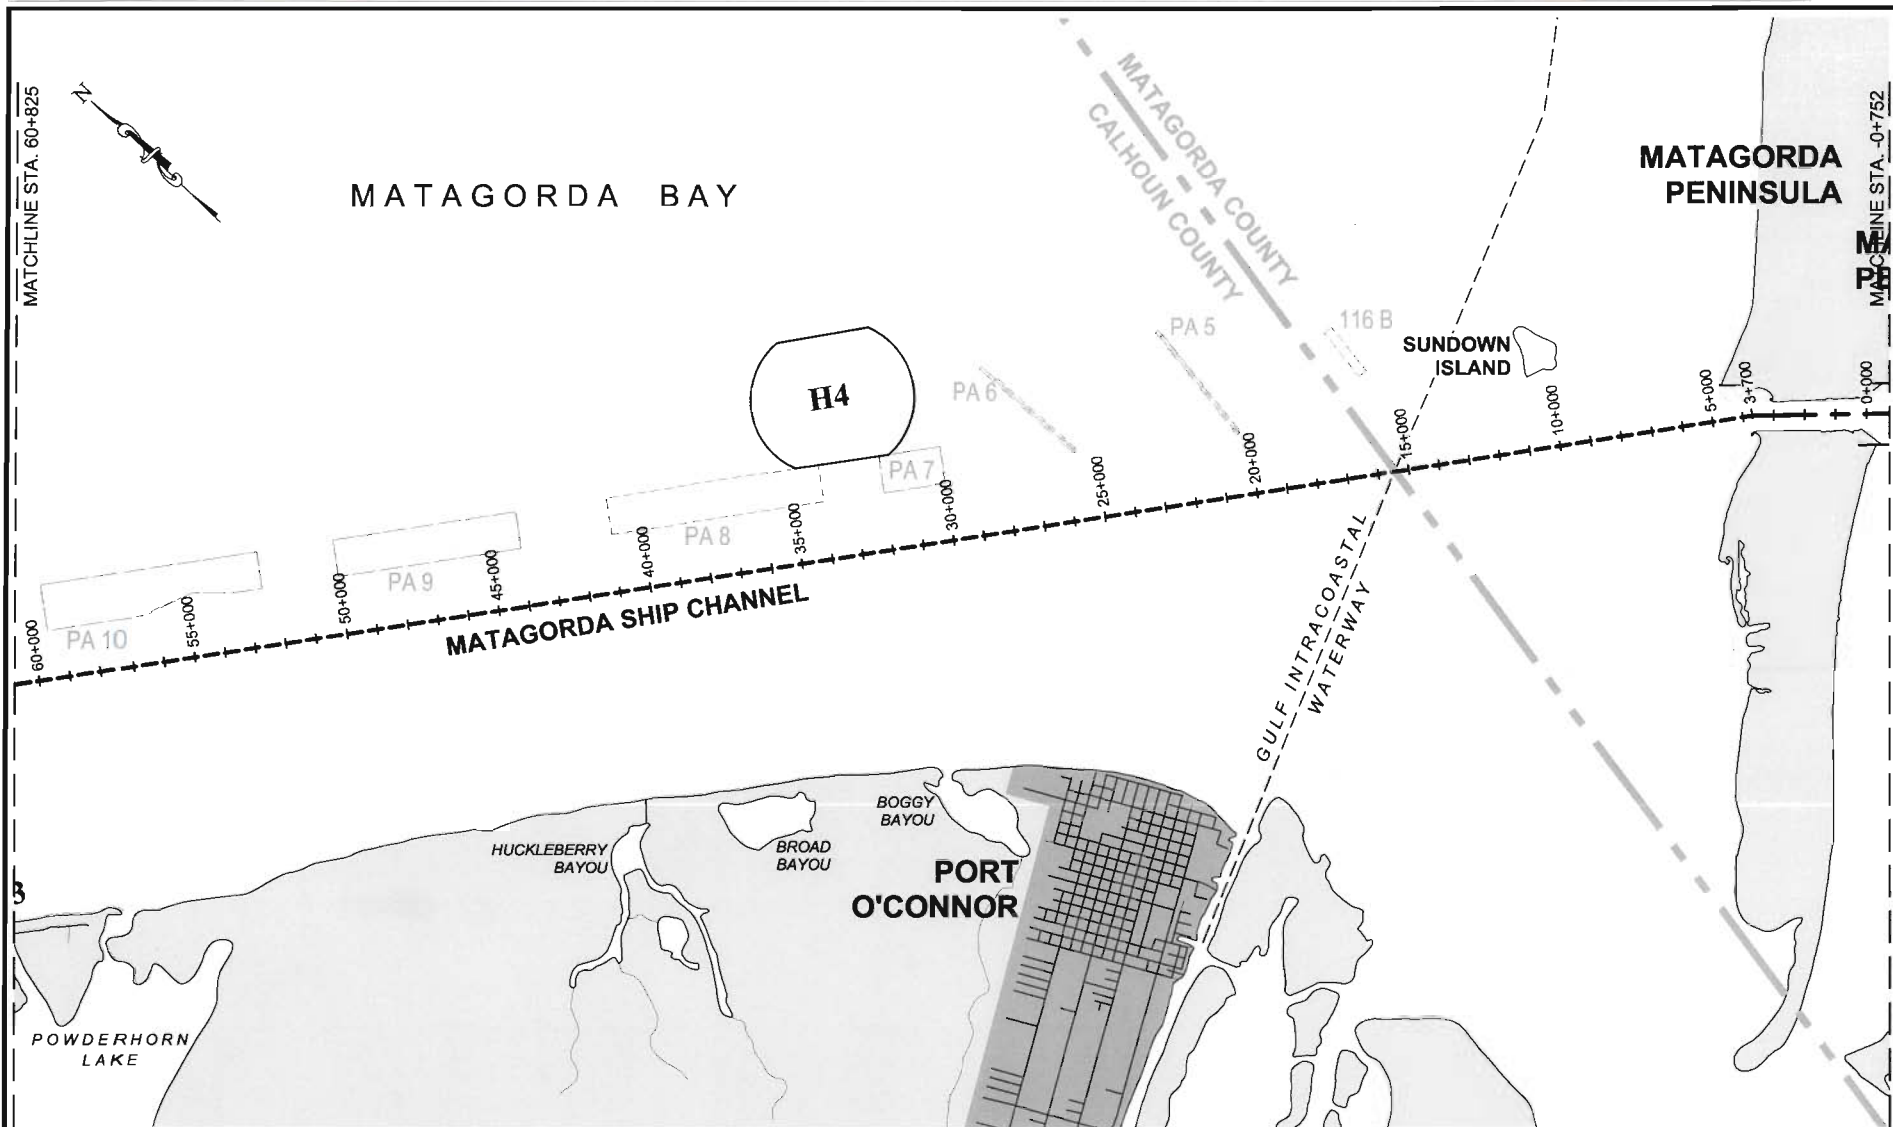 MATCHLINE STA. 60+825
N
MATAGORDA BAY
MATAGORDA COUNTY
CALHOUN COUNTY
MATAGORDA
PENINSULA
MATCHLINE STA. -0+752
MA
PE
H4
PA 5
116 B
SUNDOWN
ISLAND
PA 6
PA 7
PA 8
PA 9
PA 10
60+000
55+000
50+000
45+000
40+000
35+000
30+000
25+000
20+000
15+000
10+000
5+000
3+700
0+000
MATAGORDA SHIP CHANNEL
GULF INTRACOASTAL
WATERWAY
HUCKLEBERRY
BAYOU
BROAD
BAYOU
BOGGY
BAYOU
PORT
O'CONNOR
3
POWDERHORN
LAKE